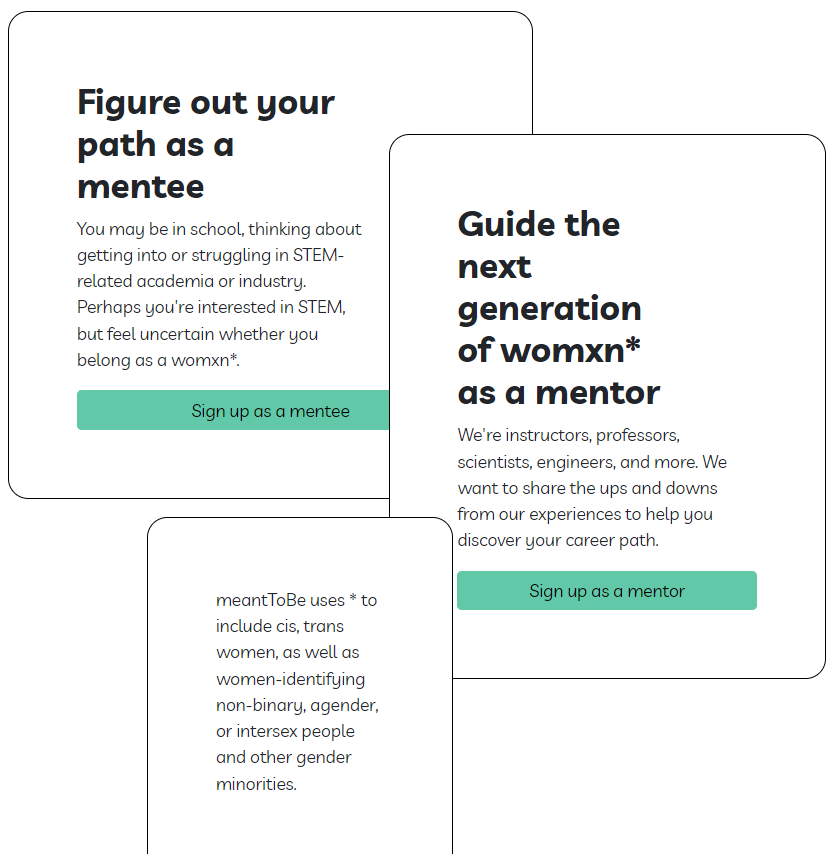 Figure out your
path as a
mentee
You may be in school, thinking about
getting into or struggling in STEM-
related academia or industry.
Perhaps you're interested in STEM,
but feel uncertain whether you
belong as a womxn*.
Sign up as a mentee
Guide the
next
generation
of womxn*
as a mentor
We're instructors, professors,
scientists, engineers, and more. We
want to share the ups and downs
from our experiences to help you
discover your career path.
Sign up as a mentor
meantToBe uses * to
include cis, trans
women, as well as
women-identifying
non-binary, agender,
or intersex people
and other gender
minorities.